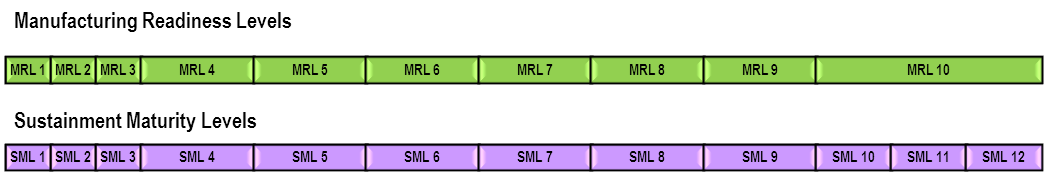 Manufacturing Readiness Levels
MRL 1 MRL 2 MRL 3 MRL 4 MRL 5 MRL 6 MRL 7 MRL 8 MRL 9 MRL 10
Sustainment Maturity Levels
SML 1 SML 2 SML 3 SML 4 SML 5 SML 6 SML 7 SML 8 SML 9 SML 10 SML 11 SML 12